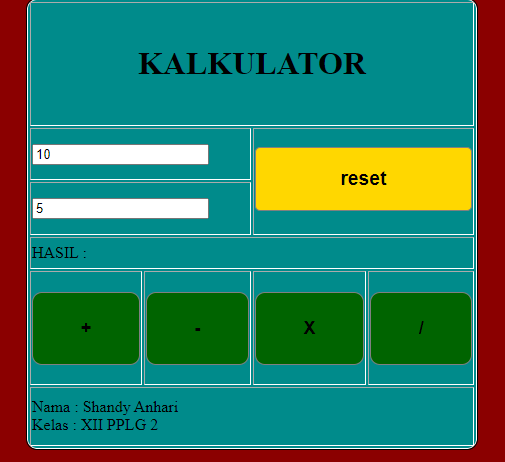 KALKULATOR
10
reset
5
HASIL :
+ - X /
Nama : Shandy Anhari
Kelas : XII PPLG 2